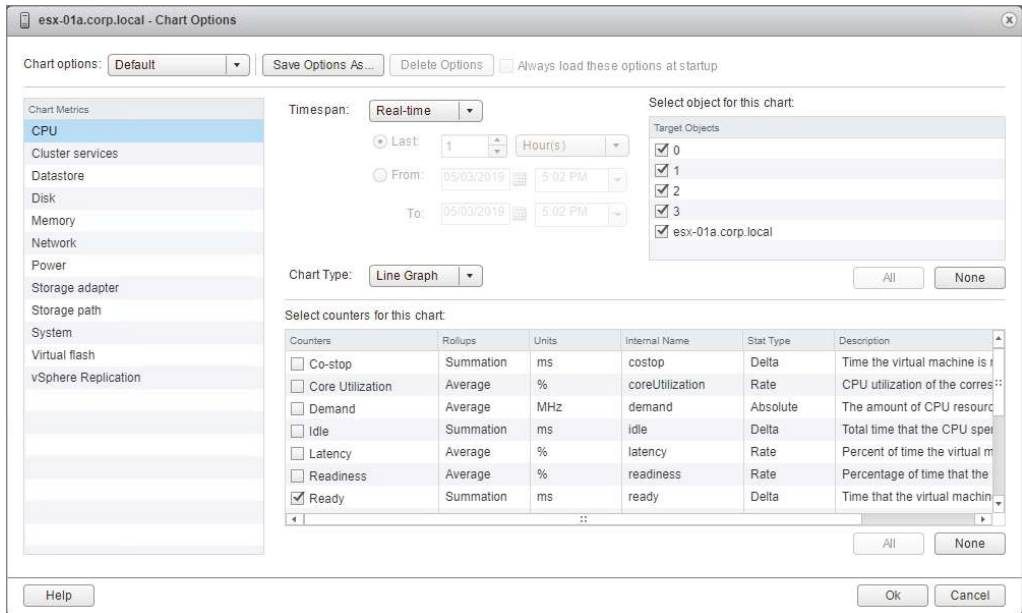 esx-01a.corp.local - Chart Options
Chart options: Default Save Options As... Delete Options Always load these options at startup
Chart Metrics
CPU
Cluster services
Datastore
Disk
Memory
Network
Power
Storage adapter
Storage path
System
Virtual flash
vSphere Replication
Timespan: Real-time
Last: 1 Hour(s)
From: 05/03/2019 5:02 PM
To: 05/03/2019 5:02 PM
Chart Type: Line Graph
Select object for this chart:
Target Objects
0
1
2
3
esx-01a.corp.local
All None
Select counters for this chart:
Counters Rollups Units Internal Name Stat Type Description
Co-stop Summation ms costop Delta Time the virtual machine is r
Core Utilization Average % coreUtilization Rate CPU utilization of the corres
Demand Average MHz demand Absolute The amount of CPU resourc
Idle Summation ms idle Delta Total time that the CPU spe
Latency Average % latency Rate Percent of time the virtual m
Readiness Average % readiness Rate Percentage of time that the
Ready Summation ms ready Delta Time that the virtual machin
All None
Help Ok Cancel